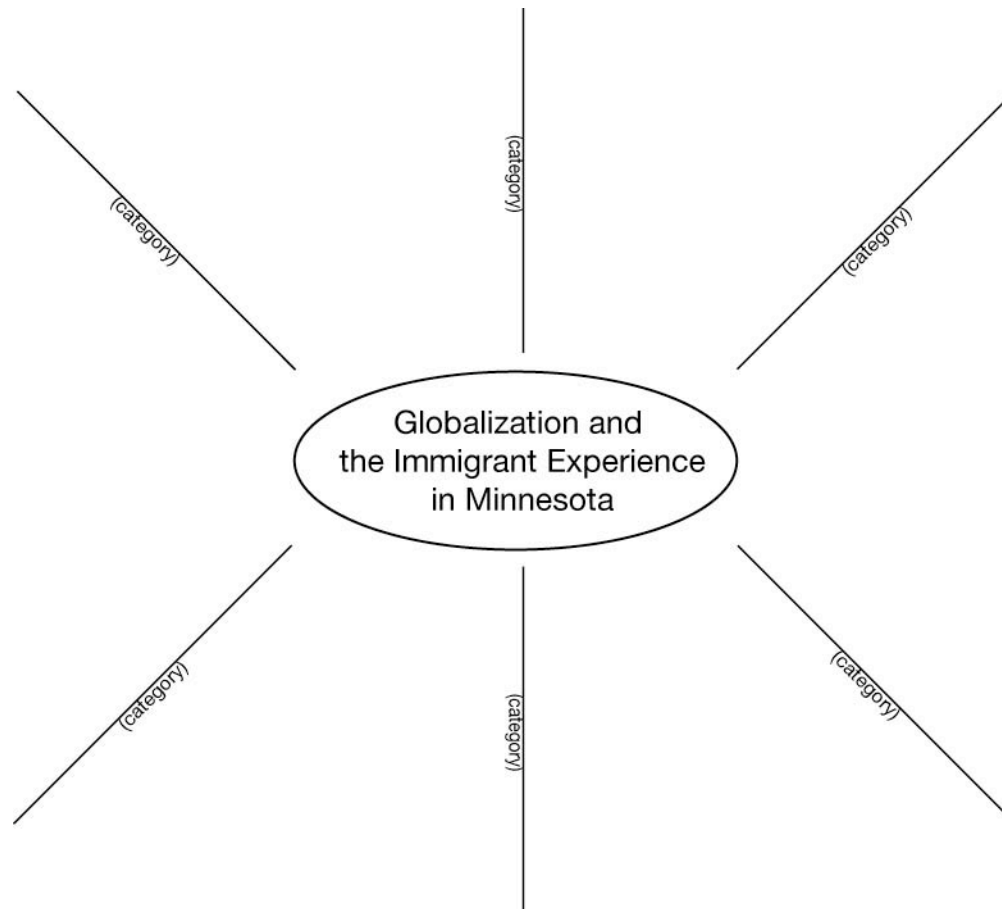 (category)
(category)
(category)
Globalization and
the Immigrant Experience
in Minnesota
(category)
(category)
(category)